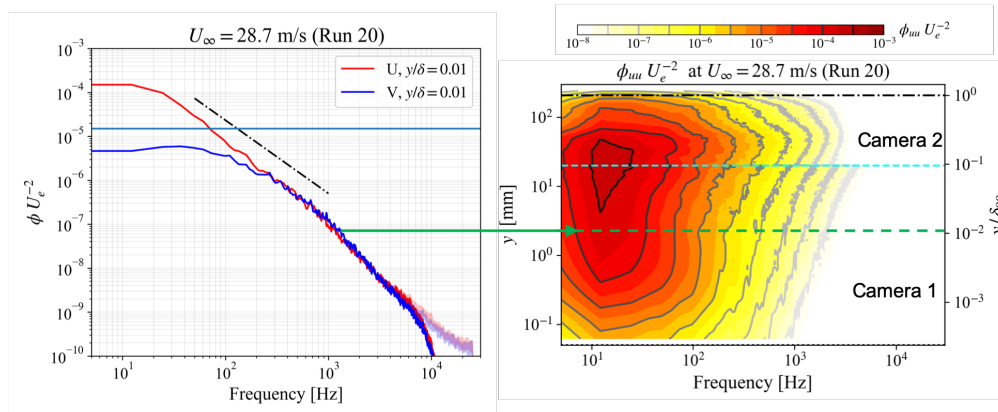 U∞ = 28.7 m/s (Run 20)
U, y/δ = 0.01
V, y/δ = 0.01
10⁻³
10⁻⁴
10⁻⁵
10⁻⁶
10⁻⁷
10⁻⁸
10⁻⁹
10⁻¹⁰
ϕ Uₑ⁻²
10¹ 10² 10³ 10⁴
Frequency [Hz]
10⁻⁸ 10⁻⁷ 10⁻⁶ 10⁻⁵ 10⁻⁴ 10⁻³
ϕᵤᵤ Uₑ⁻²
ϕᵤᵤ Uₑ⁻² at U∞ = 28.7 m/s (Run 20)
10²
10¹
10⁰
10⁻¹
y [mm]
Camera 2
Camera 1
10⁰
10⁻¹
10⁻²
10⁻³
10¹ 10² 10³ 10⁴
Frequency [Hz]